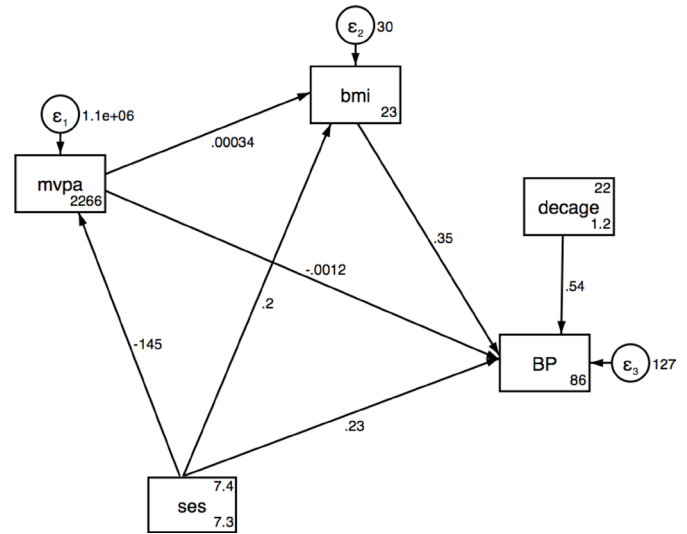 ε2
30
bmi
23
ε1
1.1e+06
.00034
mvpa
2266
22
decage
1.2
.35
-.0012
.2
.54
-145
BP
86
ε3
127
.23
7.4
ses
7.3